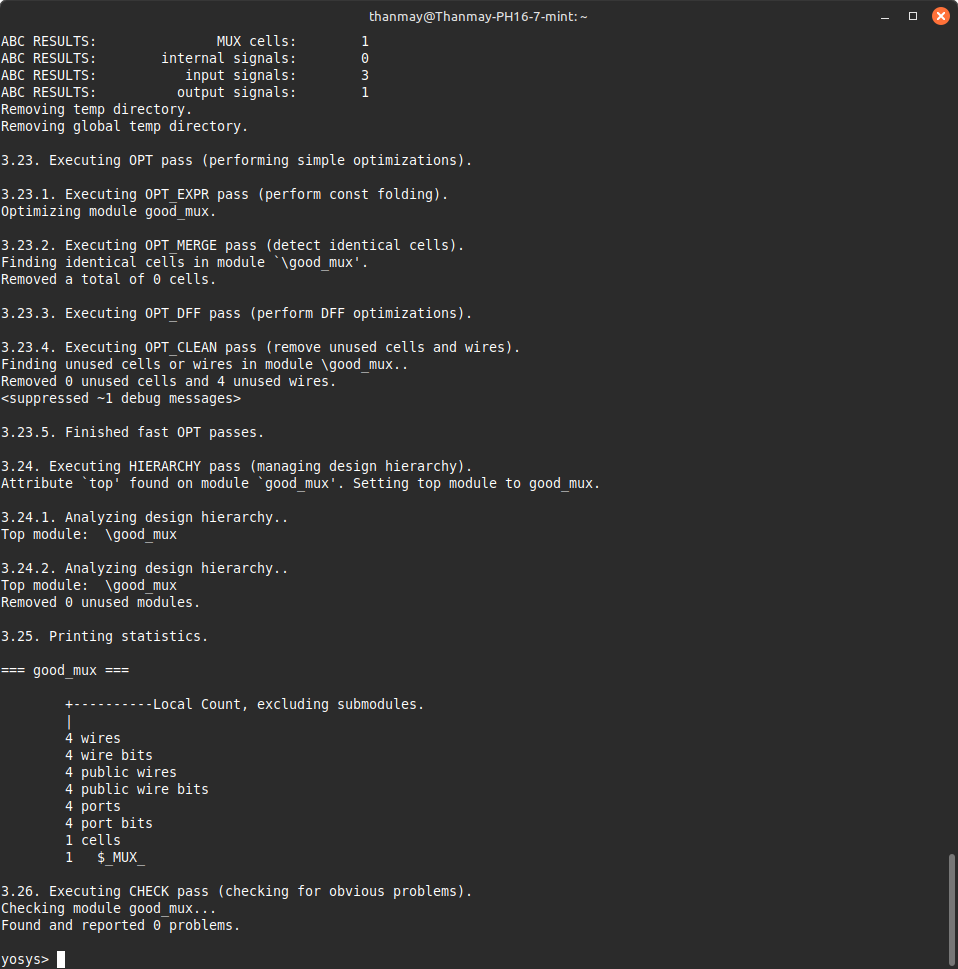 thanmay@Thanmay-PH16-7-mint: ~
ABC RESULTS:               MUX cells:        1
ABC RESULTS:        internal signals:        0
ABC RESULTS:           input signals:        3
ABC RESULTS:          output signals:        1
Removing temp directory.
Removing global temp directory.

3.23. Executing OPT pass (performing simple optimizations).

3.23.1. Executing OPT_EXPR pass (perform const folding).
Optimizing module good_mux.

3.23.2. Executing OPT_MERGE pass (detect identical cells).
Finding identical cells in module `\good_mux'.
Removed a total of 0 cells.

3.23.3. Executing OPT_DFF pass (perform DFF optimizations).

3.23.4. Executing OPT_CLEAN pass (remove unused cells and wires).
Finding unused cells or wires in module \good_mux..
Removed 0 unused cells and 4 unused wires.
<suppressed ~1 debug messages>

3.23.5. Finished fast OPT passes.

3.24. Executing HIERARCHY pass (managing design hierarchy).
Attribute `top' found on module `good_mux'. Setting top module to good_mux.

3.24.1. Analyzing design hierarchy..
Top module:  \good_mux

3.24.2. Analyzing design hierarchy..
Top module:  \good_mux
Removed 0 unused modules.

3.25. Printing statistics.

=== good_mux ===

        +----------Local Count, excluding submodules.
        |
        4 wires
        4 wire bits
        4 public wires
        4 public wire bits
        4 ports
        4 port bits
        1 cells
        1   $_MUX_

3.26. Executing CHECK pass (checking for obvious problems).
Checking module good_mux...
Found and reported 0 problems.

yosys>